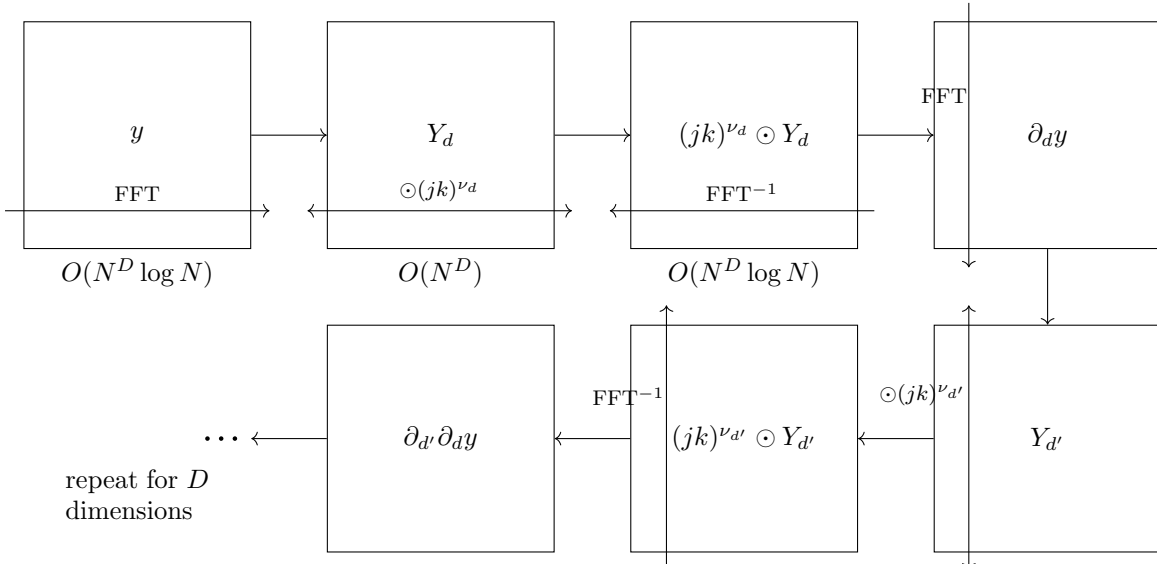 y
FFT
O(N^D log N)
Y_d
⊙(jk)^{ν_d}
O(N^D)
(jk)^{ν_d} ⊙ Y_d
FFT^{−1}
O(N^D log N)
FFT
∂_d y
⊙(jk)^{ν_{d′}}
Y_{d′}
FFT^{−1}
(jk)^{ν_{d′}} ⊙ Y_{d′}
∂_{d′}∂_d y
···
repeat for D
dimensions